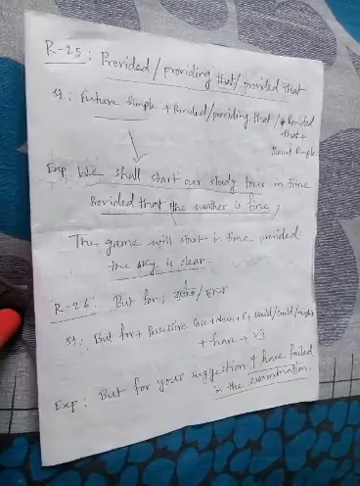 R-25: Provided / providing that / provided that
St: Future Simple + Provided/providing that / Provided
that +
Present Simple
Exp We shall start our study tour in time
Provided that the weather is fine,
The game will start in time provided
the sky is clear.
R-26: But for;
St: But for + Possessive Case + Noun + S + would/could/might
+ have + V3
Exp: But for your suggestion I have failed
in the examination.